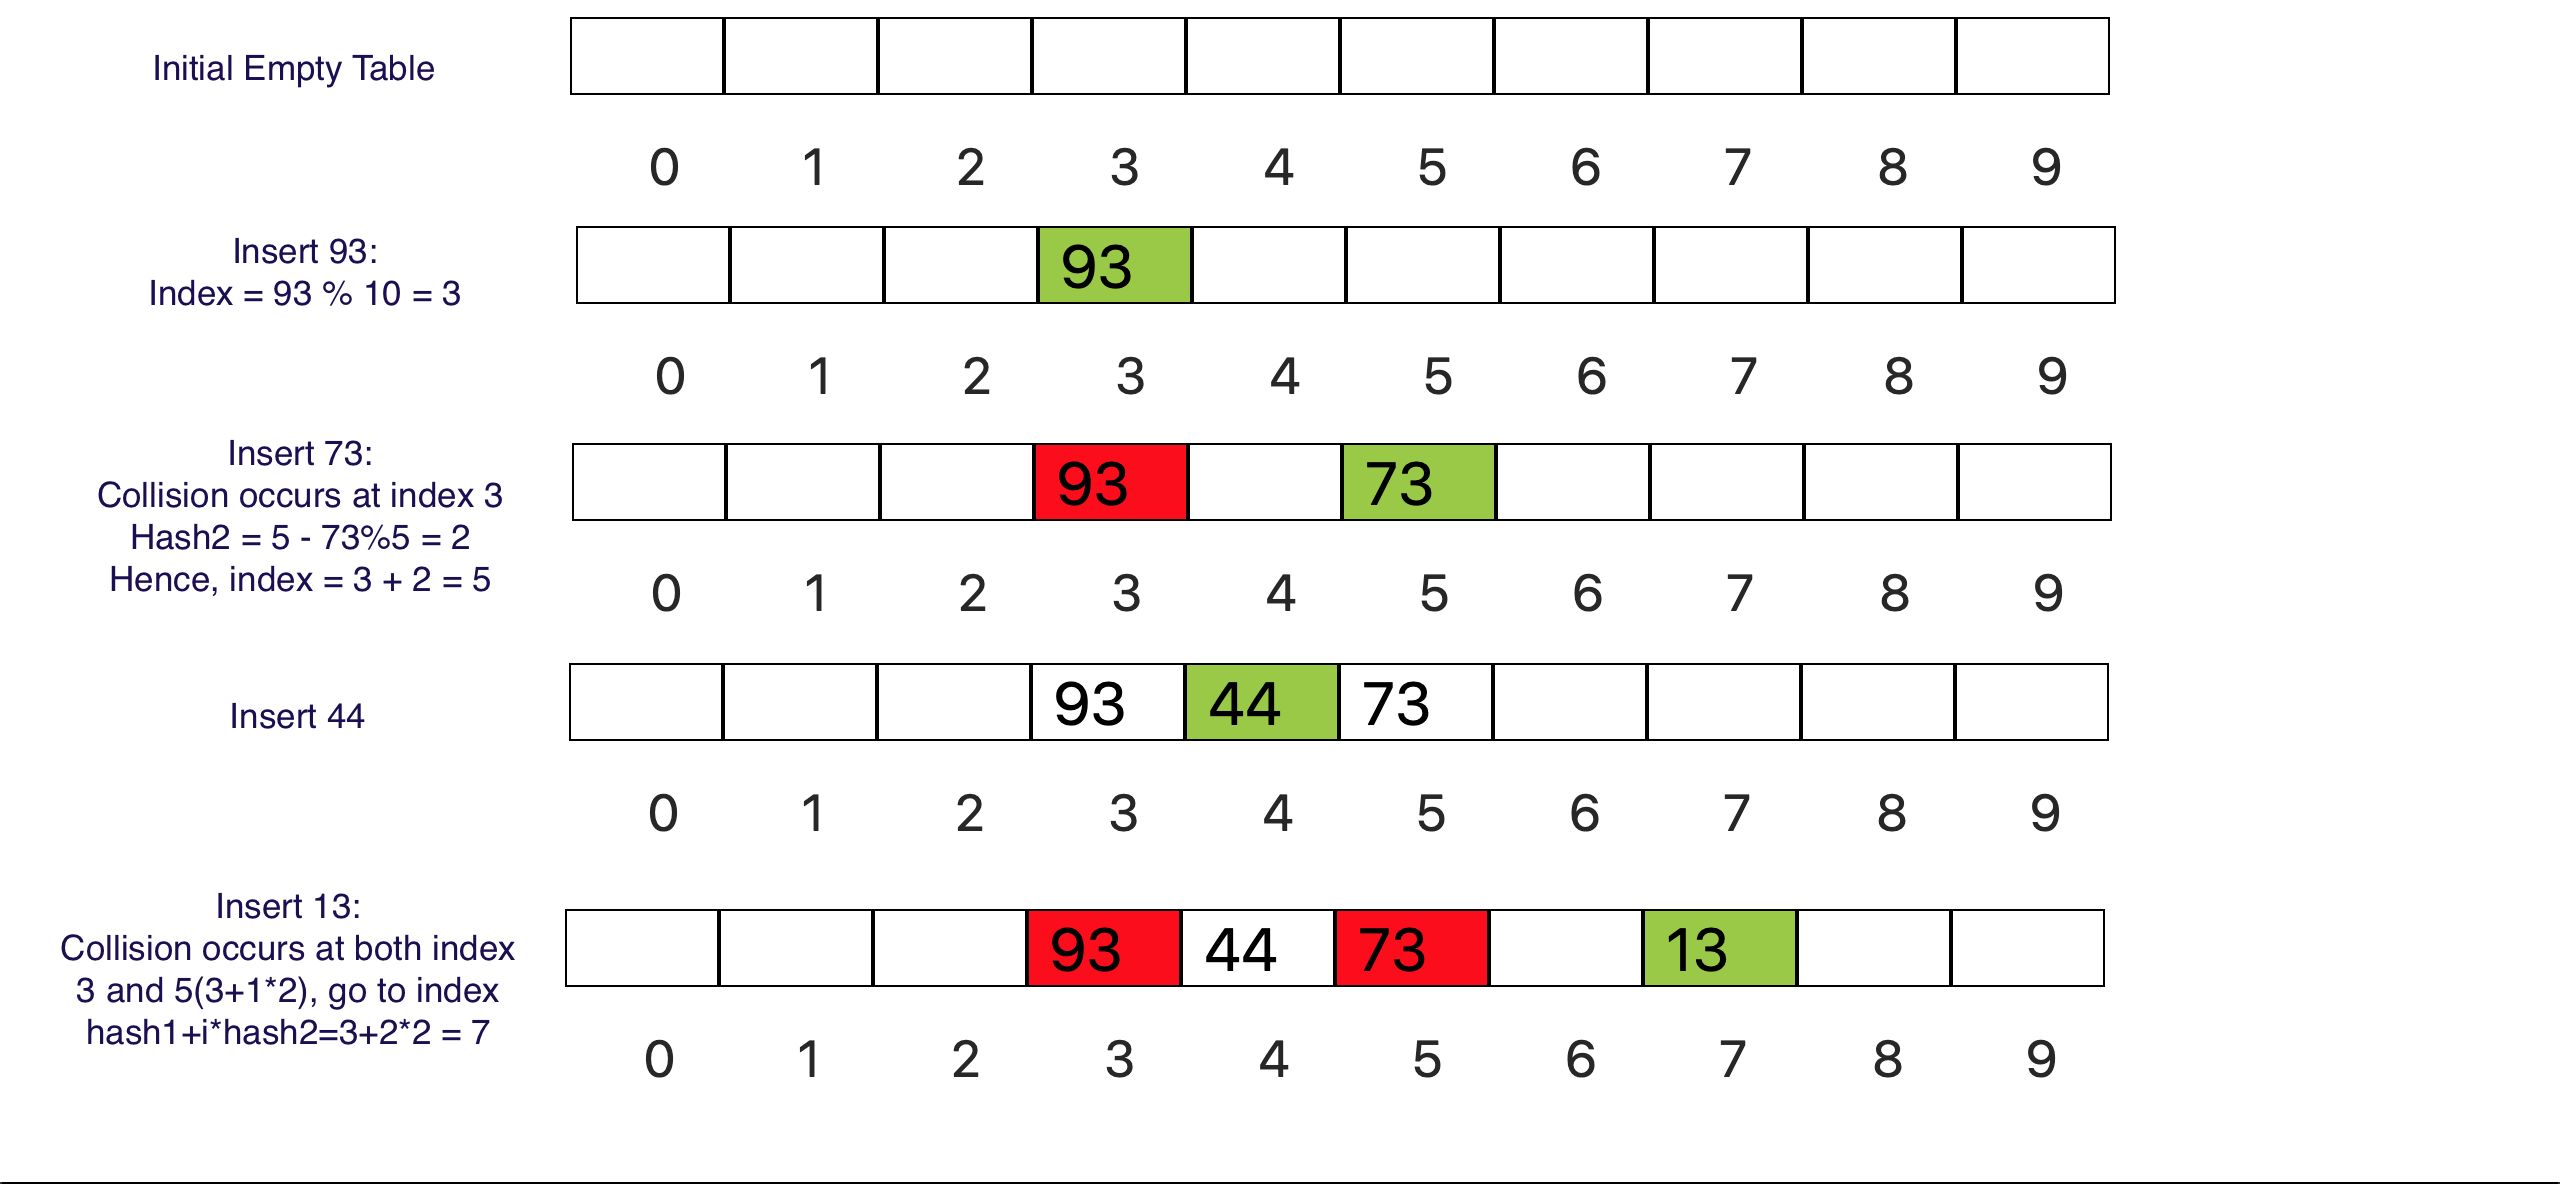 Initial Empty Table
0 1 2 3 4 5 6 7 8 9
Insert 93:
Index = 93 % 10 = 3
93
0 1 2 3 4 5 6 7 8 9
Insert 73:
Collision occurs at index 3
Hash2 = 5 - 73%5 = 2
Hence, index = 3 + 2 = 5
93 73
0 1 2 3 4 5 6 7 8 9
Insert 44
93 44 73
0 1 2 3 4 5 6 7 8 9
Insert 13:
Collision occurs at both index
3 and 5(3+1*2), go to index
hash1+i*hash2=3+2*2 = 7
93 44 73 13
0 1 2 3 4 5 6 7 8 9